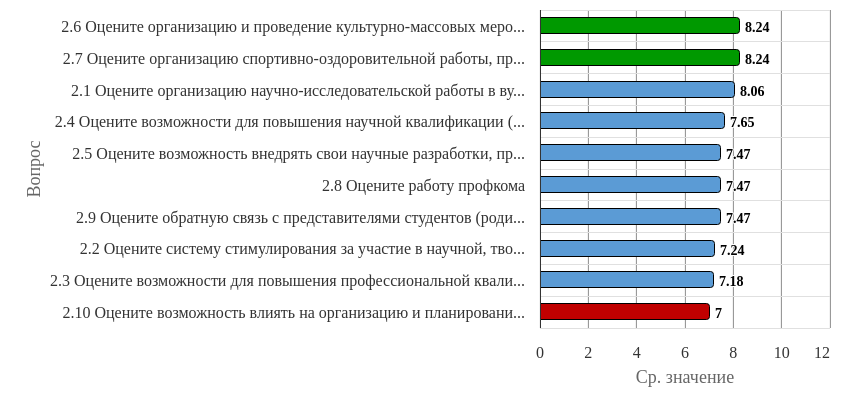 2.6 Оцените организацию и проведение культурно-массовых меро... 8.24
2.7 Оцените организацию спортивно-оздоровительной работы, пр... 8.24
2.1 Оцените организацию научно-исследовательской работы в ву... 8.06
2.4 Оцените возможности для повышения научной квалификации (... 7.65
2.5 Оцените возможность внедрять свои научные разработки, пр... 7.47
2.8 Оцените работу профкома 7.47
2.9 Оцените обратную связь с представителями студентов (роди... 7.47
2.2 Оцените систему стимулирования за участие в научной, тво... 7.24
2.3 Оцените возможности для повышения профессиональной квали... 7.18
2.10 Оцените возможность влиять на организацию и планировани... 7
Вопрос
0 2 4 6 8 10 12
Ср. значение